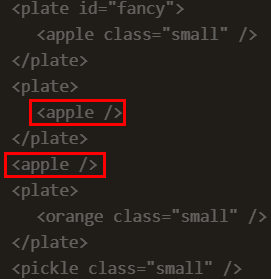 <plate id="fancy">
<apple class="small" />
</plate>
<plate>
<apple />
</plate>
<apple />
<plate>
<orange class="small" />
</plate>
<pickle class="small" />